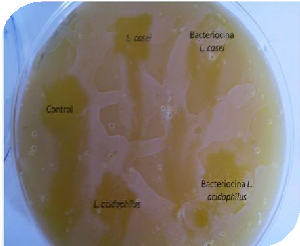 L. casei
Bacteriocina
L. casei
Control
L. acidophilus
Bacteriocina L.
acidophilus